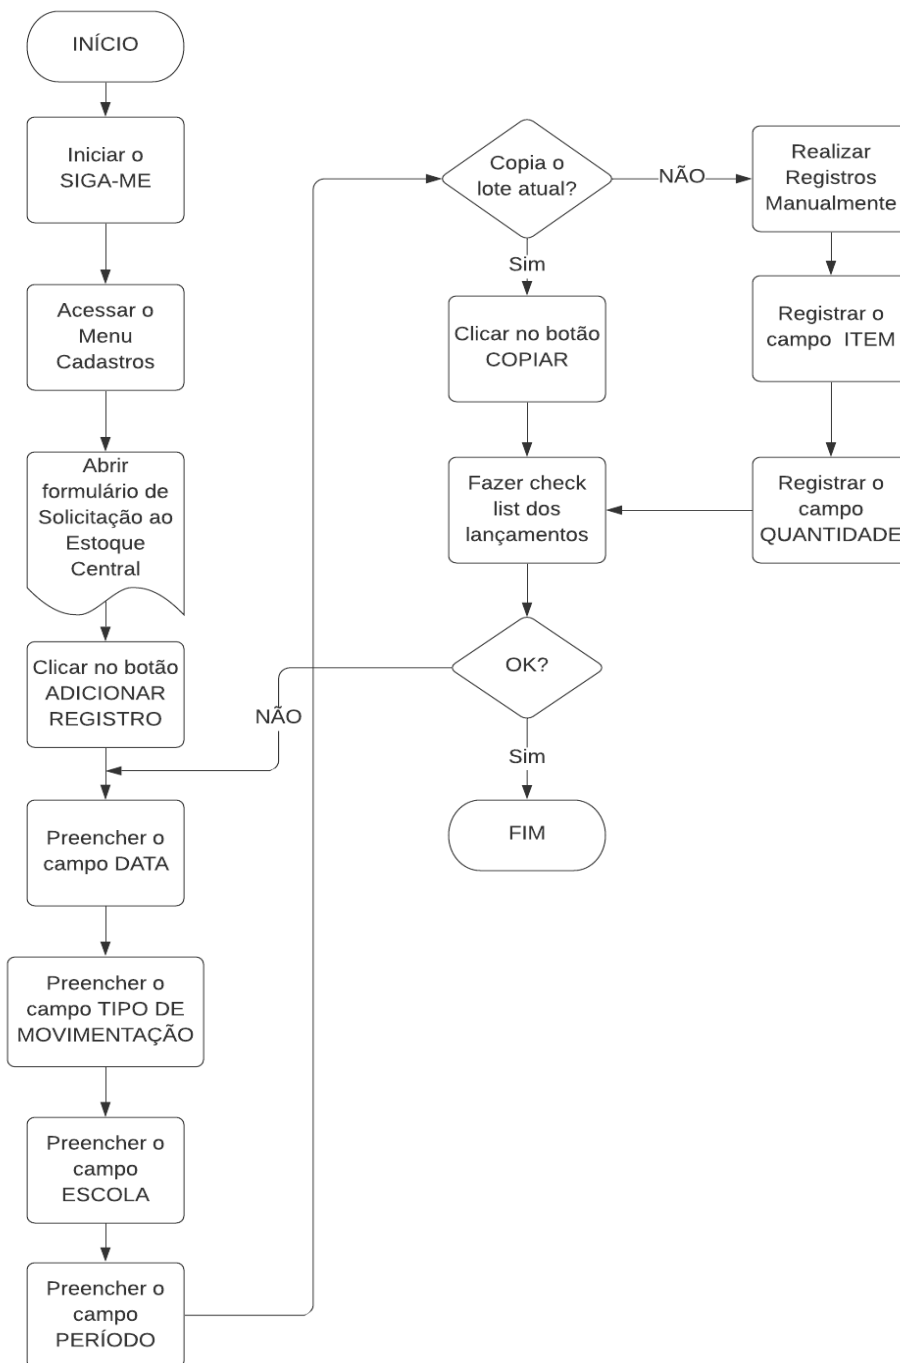 INÍCIO
Iniciar o
SIGA-ME
Acessar o
Menu
Cadastros
Abrir
formulário de
Solicitação ao
Estoque
Central
Clicar no botão
ADICIONAR
REGISTRO
Preencher o
campo DATA
Preencher o
campo TIPO DE
MOVIMENTAÇÃO
Preencher o
campo
ESCOLA
Preencher o
campo
PERÍODO
Copia o
lote atual?
NÃO
Realizar
Registros
Manualmente
Registrar o
campo ITEM
Registrar o
campo
QUANTIDADE
Sim
Clicar no botão
COPIAR
Fazer check
list dos
lançamentos
OK?
NÃO
Sim
FIM